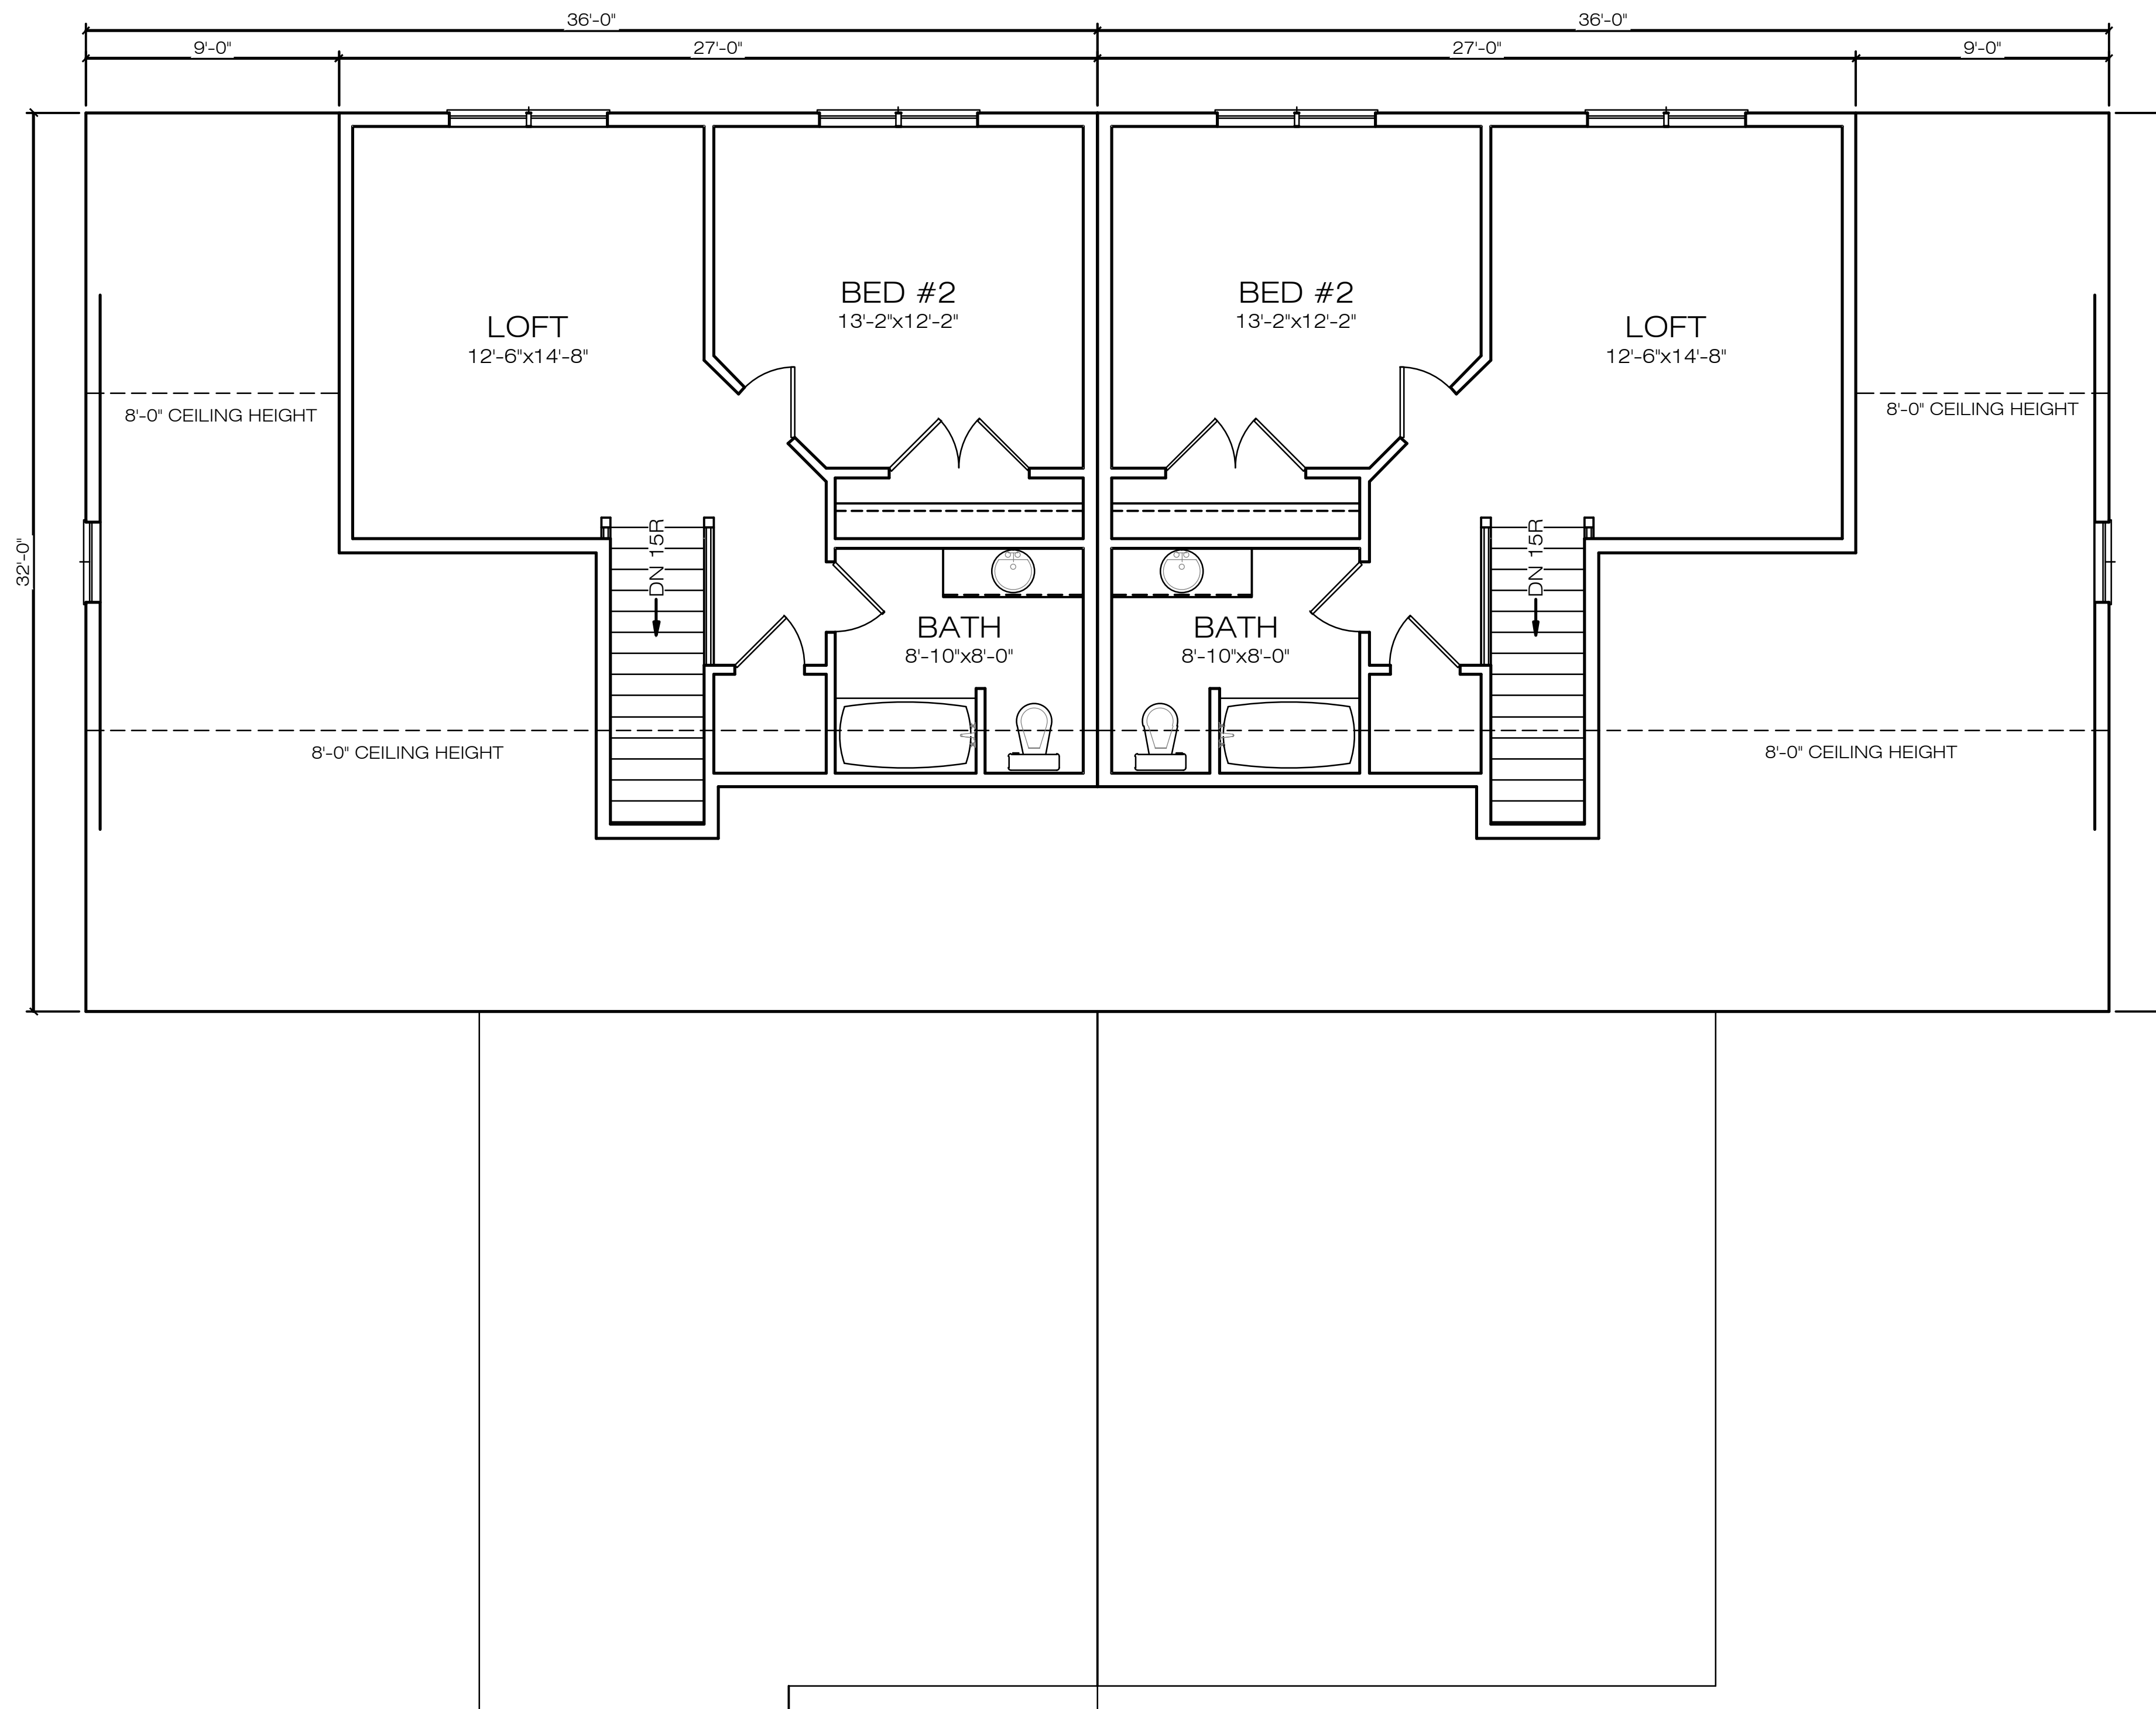 36'-0" 36'-0"
9'-0" 27'-0" 27'-0" 9'-0"
BED #2 BED #2
13'-2"x12'-2" 13'-2"x12'-2"
LOFT LOFT
12'-6"x14'-8" 12'-6"x14'-8"
8'-0" CEILING HEIGHT 8'-0" CEILING HEIGHT
32'-0"
DN 15R DN 15R
BATH BATH
8'-10"x8'-0" 8'-10"x8'-0"
8'-0" CEILING HEIGHT 8'-0" CEILING HEIGHT